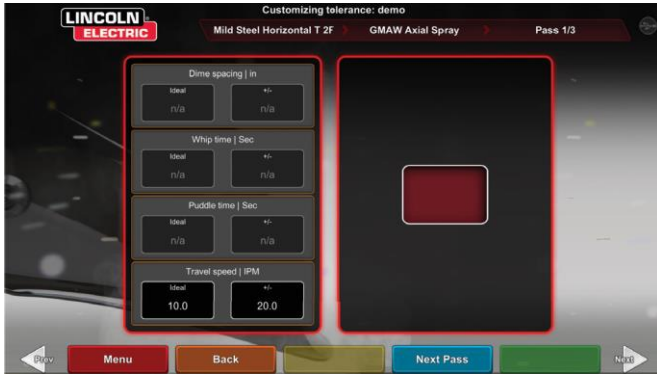 Customizing tolerance: demo
LINCOLN
ELECTRIC
Mild Steel Horizontal T 2F
GMAW Axial Spray
Pass 1/3
Dime spacing | in
Ideal +/-
n/a n/a
Whip time | Sec
Ideal +/-
n/a n/a
Puddle time | Sec
Ideal +/-
n/a n/a
Travel speed | IPM
Ideal +/-
10.0 20.0
Prev Menu Back Next Pass Next